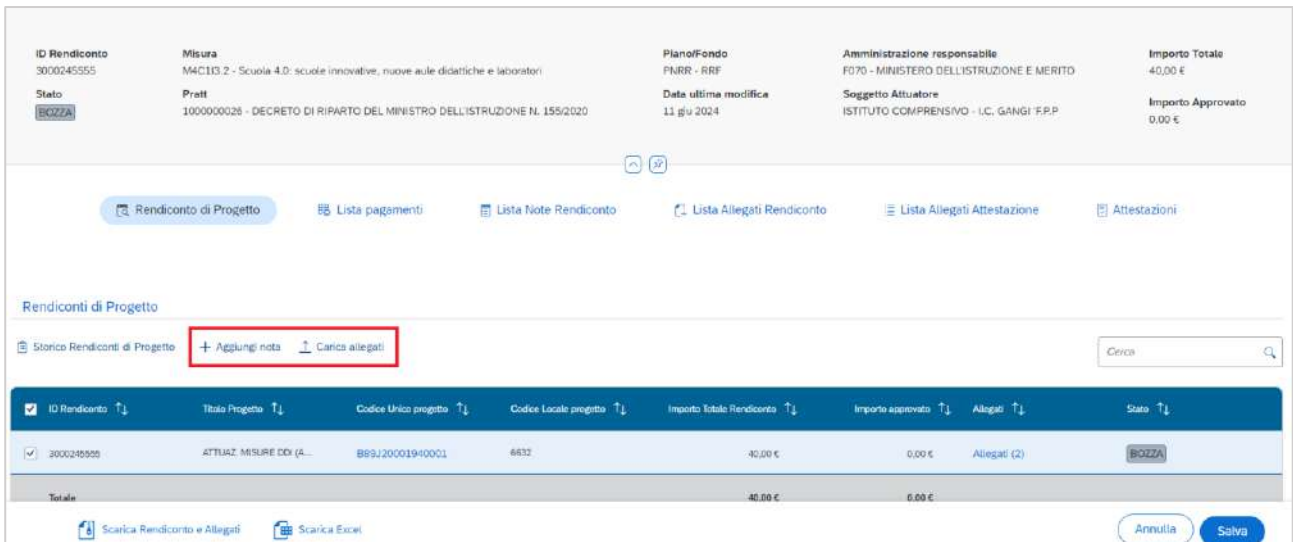 ID Rendiconto Misura Piano/Fondo Amministrazione responsabile Importo Totale
3000245555 M4C1I3.2 - Scuola 4.0: scuole innovative, nuove aule didattiche e laboratori PNRR - RRF F070 - MINISTERO DELL'ISTRUZIONE E MERITO 40,00 €
Stato Pratt Data ultima modifica Soggetto Attuatore Importo Approvato
BOZZA 1000000026 - DECRETO DI RIPARTO DEL MINISTRO DELL'ISTRUZIONE N. 155/2020 11 giu 2024 ISTITUTO COMPRENSIVO - I.C. GANGI 'F.P.P 0,00 €
Rendiconto di Progetto Lista pagamenti Lista Note Rendiconto Lista Allegati Rendiconto Lista Allegati Attestazione Attestazioni
Rendiconti di Progetto
Storico Rendiconti di Progetto + Aggiungi nota Carica allegati Cerca
ID Rendiconto Titolo Progetto Codice Unico progetto Codice Locale progetto Importo Totale Rendiconto Importo approvato Allegati Stato
3000245555 ATTUAZ. MISURE DDI (A... B89J20001940001 6632 40,00 € 0,00 € Allegati (2) BOZZA
Totale 40,00 € 0,00 €
Scarica Rendiconto e Allegati Scarica Excel Annulla Salva